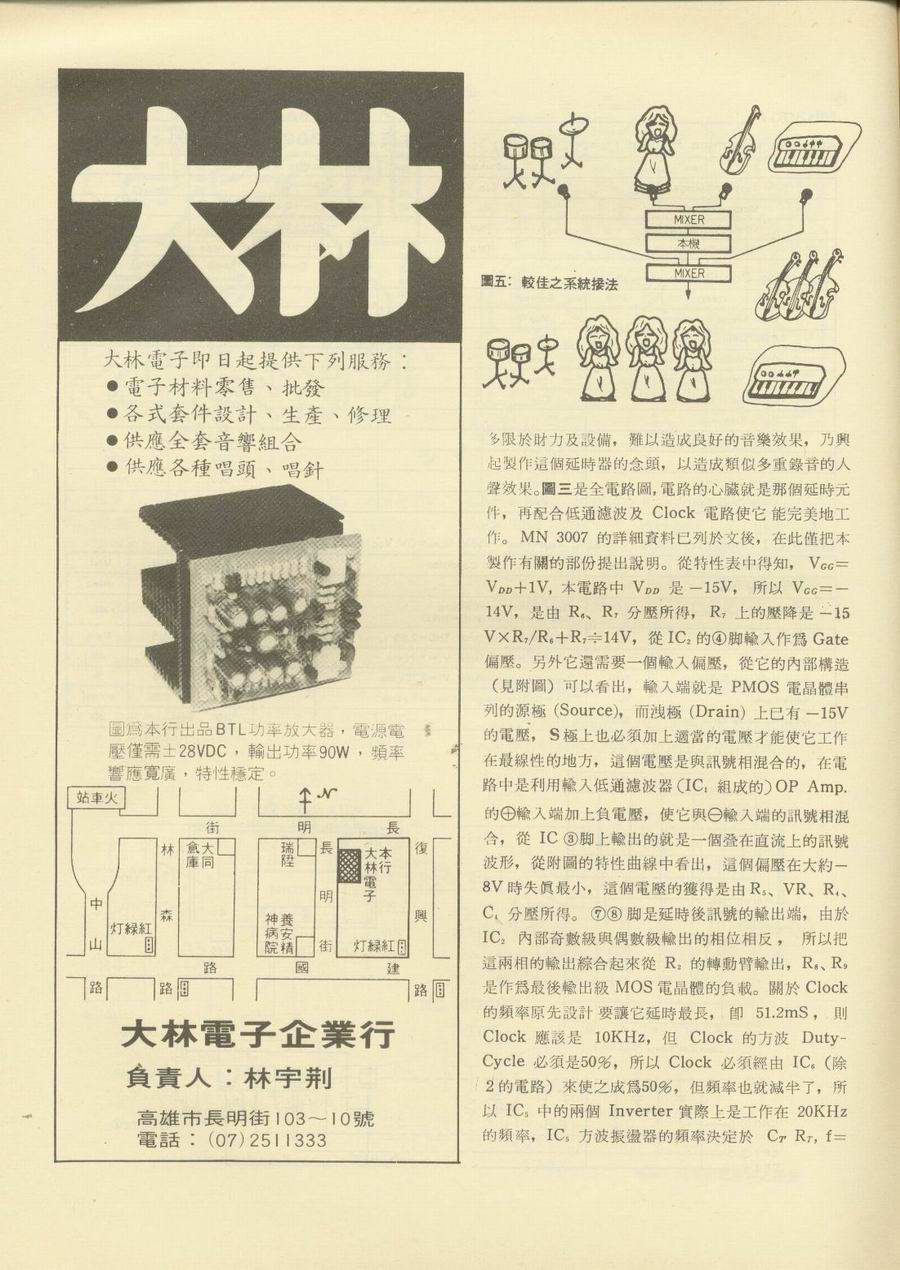 大林
大林電子即日起提供下列服務：
●電子材料零售、批發
●各式套件設計、生產、修理
●供應全套音響組合
●供應各種唱頭、唱針
圖爲本行出品BTL功率放大器，電源電
壓僅需±28VDC，輸出功率90W，頻率
響應寬廣，特性穩定。
站車火
N
街 明 長
林
森
大同
倉庫
瑞陞
長
明
街
本行
大林電子
復
興
中
山
灯緑紅
養安精
神病院
灯緑紅
路 國 建
路
路
路
大林電子企業行
負責人：林宇荆
高雄市長明街103～10號
電話：(07)2511333
MIXER
本機
MIXER
圖五：較佳之系統接法
多限於財力及設備，難以造成良好的音樂效果，乃興
起製作這個延時器的念頭，以造成類似多重錄音的人
聲效果。圖三是全電路圖，電路的心臟就是那個延時元
件，再配合低通濾波及 Clock 電路使它能完美地工
作。 MN 3007 的詳細資料已列於文後，在此僅把本
製作有關的部份提出說明。從特性表中得知， VGG＝
VDD＋1V，本電路中 VDD 是 －15V， 所以 VGG＝－
14V，是由 R₆、R₇ 分壓所得， R₇ 上的壓降是 －15
V×R₇/R₆＋R₇≑14V，從 IC₂ 的④脚輸入作爲 Gate
偏壓。另外它還需要一個輸入偏壓，從它的內部構造
（見附圖）可以看出，輸入端就是 PMOS 電晶體串
列的源極 (Source)，而洩極 (Drain) 上已有 －15V
的電壓， S 極上也必須加上適當的電壓才能使它工作
在最線性的地方，這個電壓是與訊號相混合的，在電
路中是利用輸入低通濾波器（IC₁ 組成的）OP Amp.
的⊕輸入端加上負電壓，使它與⊖輸入端的訊號相混
合，從 IC ③脚上輸出的就是一個叠在直流上的訊號
波形，從附圖的特性曲線中看出，這個偏壓在大約－
8V 時失眞最小，這個電壓的獲得是由 R₅、VR、R₄、
C₄ 分壓所得。 ⑦⑧ 脚是延時後訊號的輸出端，由於
IC₂ 內部奇數級與偶數級輸出的相位相反， 所以把
這兩相的輸出綜合起來從 R₂ 的轉動臂輸出，R₈、R₉
是作爲最後輸出級 MOS 電晶體的負載。關於 Clock
的頻率原先設計要讓它延時最長， 即 51.2mS， 則
Clock 應該是 10KHz，但 Clock 的方波 Duty-
Cycle 必須是50%，所以 Clock 必須經由 IC₆（除
2 的電路）來使之成爲50%，但頻率也就減半了，所
以 IC₅ 中的兩個 Inverter 實際上是工作在 20KHz
的頻率，IC₅ 方波振盪器的頻率決定於 CT RT, f＝